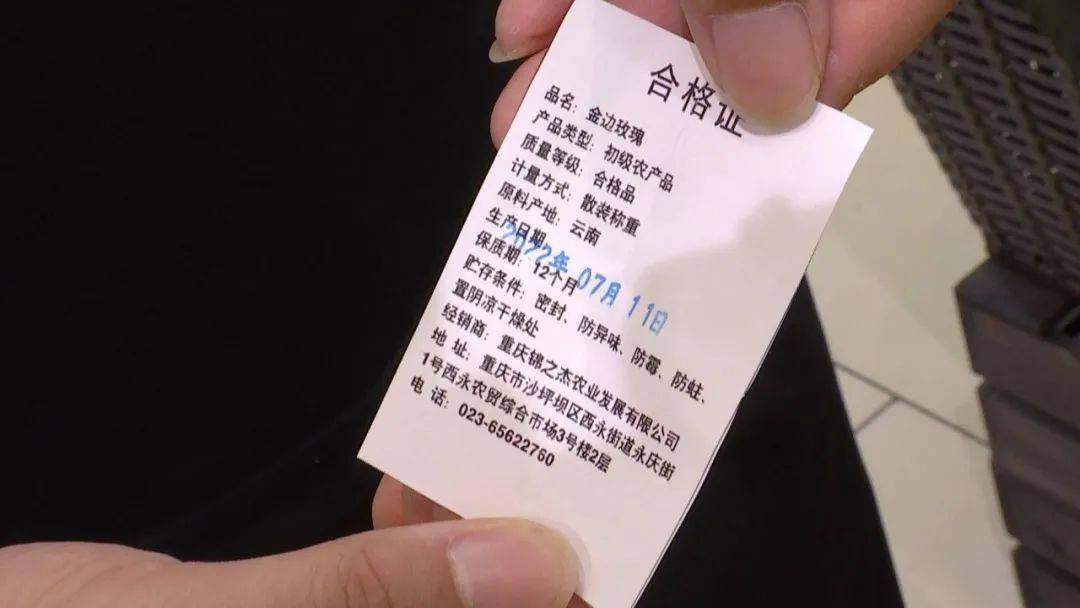 合格证
品名：金边玫瑰
产品类型：初级农产品
质量等级：合格品
计量方式：散装称重
原料产地：云南
生产日期：2022年07月11日
保质期：12个月
贮存条件：密封、防异味、防霉、防蛀、
置阴凉干燥处
经销商：重庆锦之杰农业发展有限公司
地 址：重庆市沙坪坝区西永街道永庆街
1号西永农贸综合市场3号楼2层
电 话：023-65622760